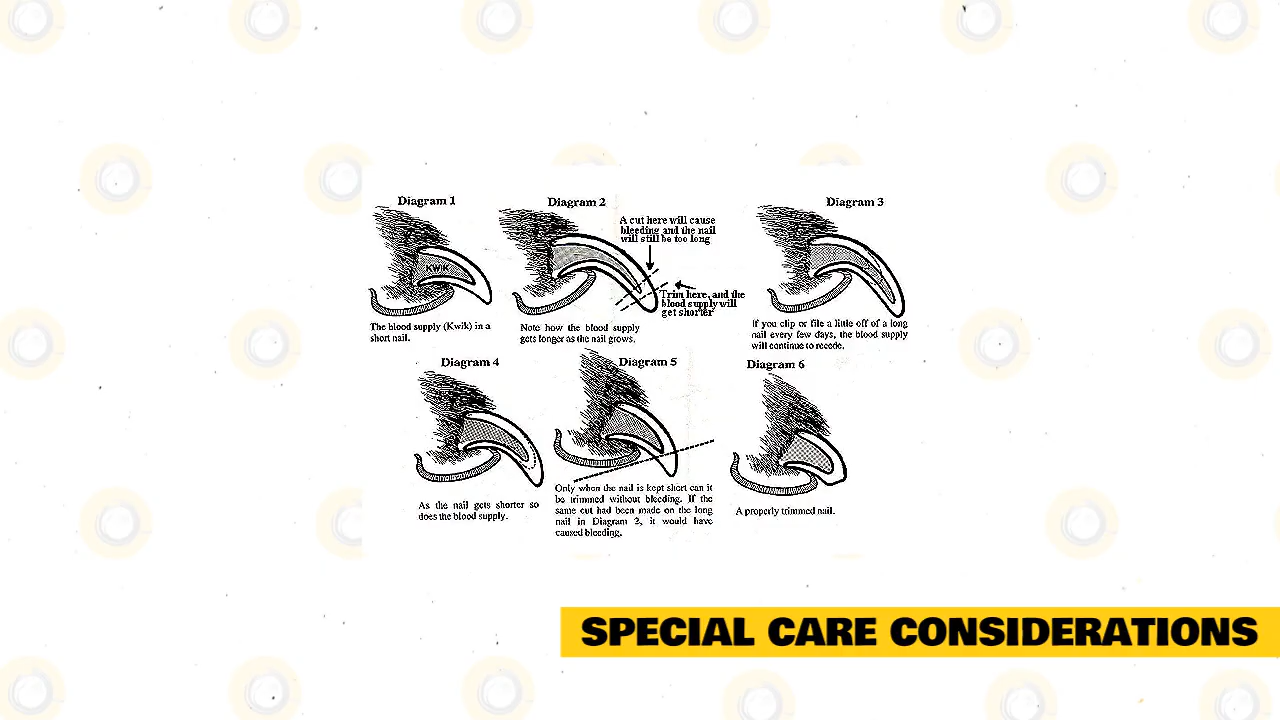 Diagram 1
KWIK
The blood supply (Kwik) in a
short nail.
Diagram 2
A cut here will cause
bleeding and the nail
will still be too long
Trim here, and the
blood supply will
get shorter
Note how the blood supply
gets longer as the nail grows.
Diagram 3
If you clip or file a little off of a long
nail every few days, the blood supply
will continue to recede.
Diagram 4
As the nail gets shorter so
does the blood supply.
Diagram 5
Only when the nail is kept short can it
be trimmed without bleeding. If the
same cut had been made on the long
nail in Diagram 2, it would have
caused bleeding.
Diagram 6
A properly trimmed nail.
SPECIAL CARE CONSIDERATIONS